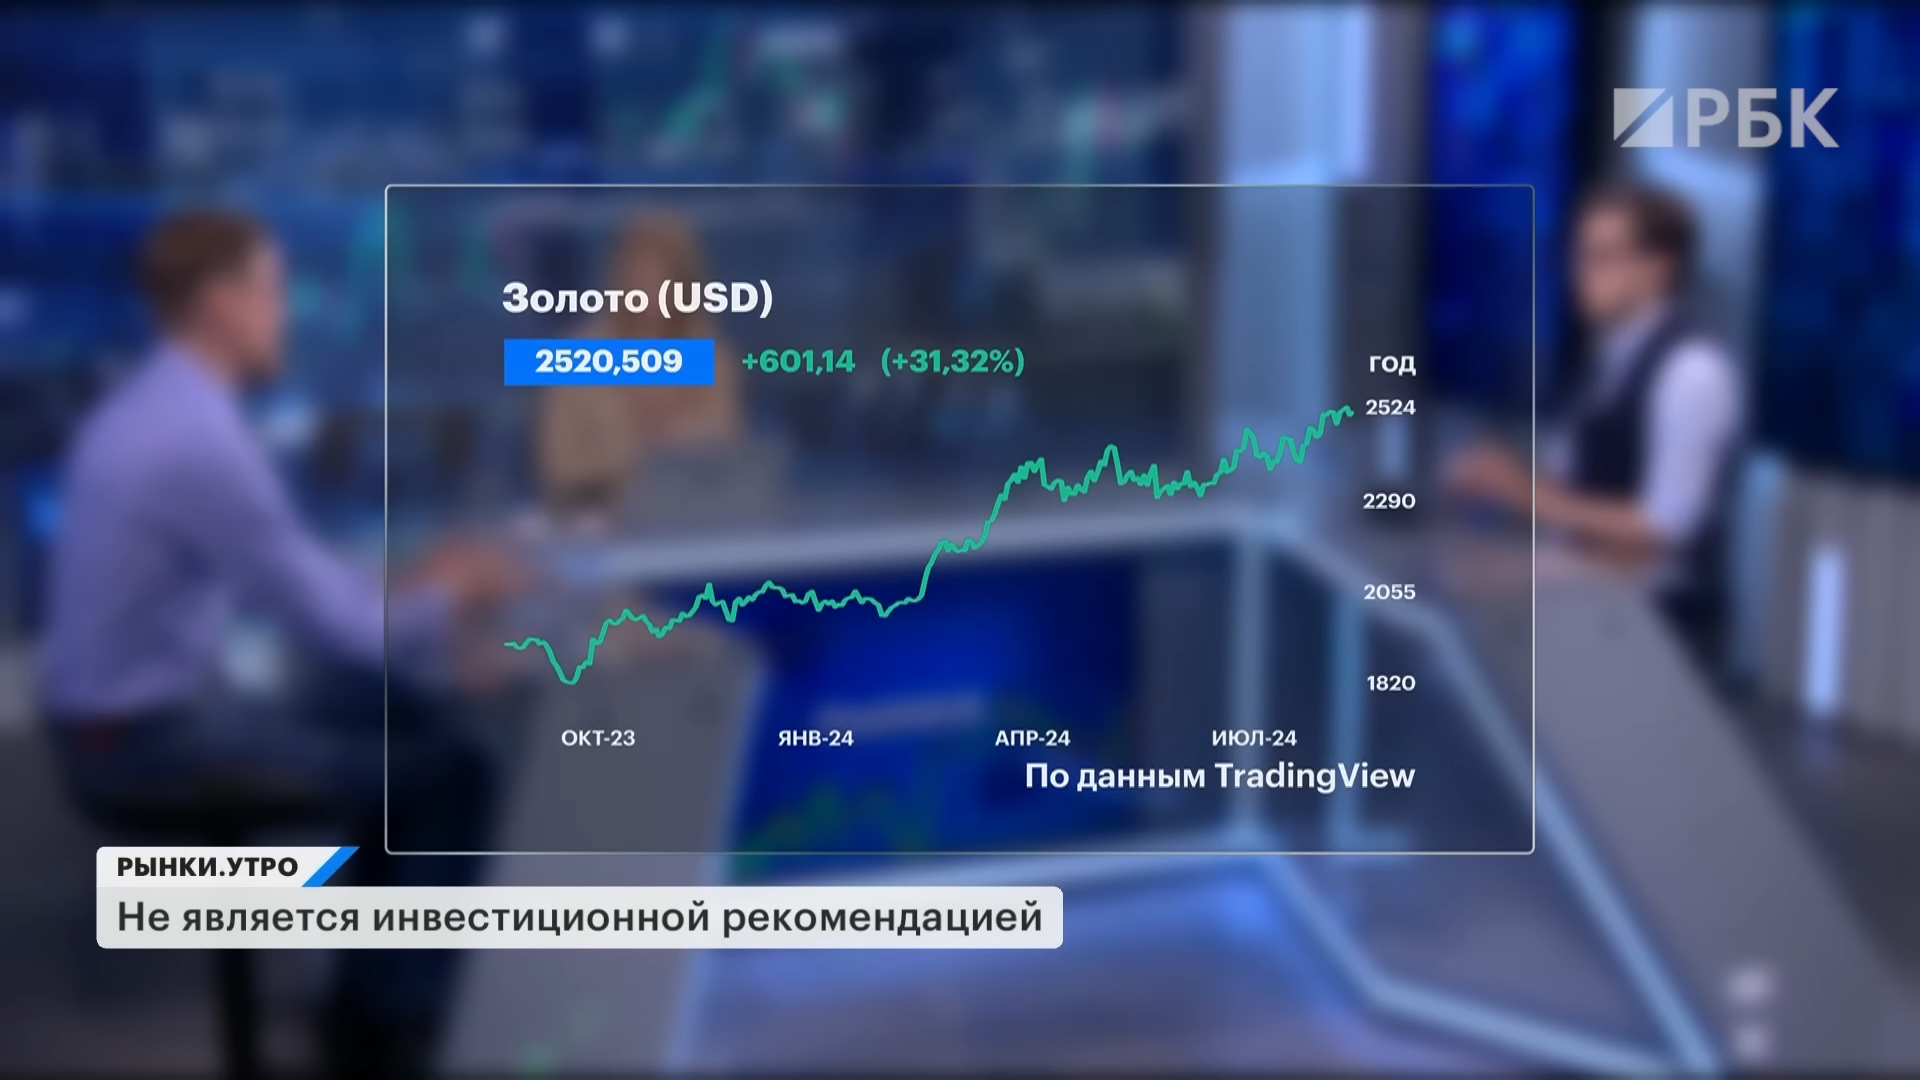 РБК
Золото (USD)
2520,509 +601,14 (+31,32%)
ГОД
2524
2290
2055
1820
ОКТ-23 ЯНВ-24 АПР-24 ИЮЛ-24
По данным TradingView
РЫНКИ.УТРО
Не является инвестиционной рекомендацией